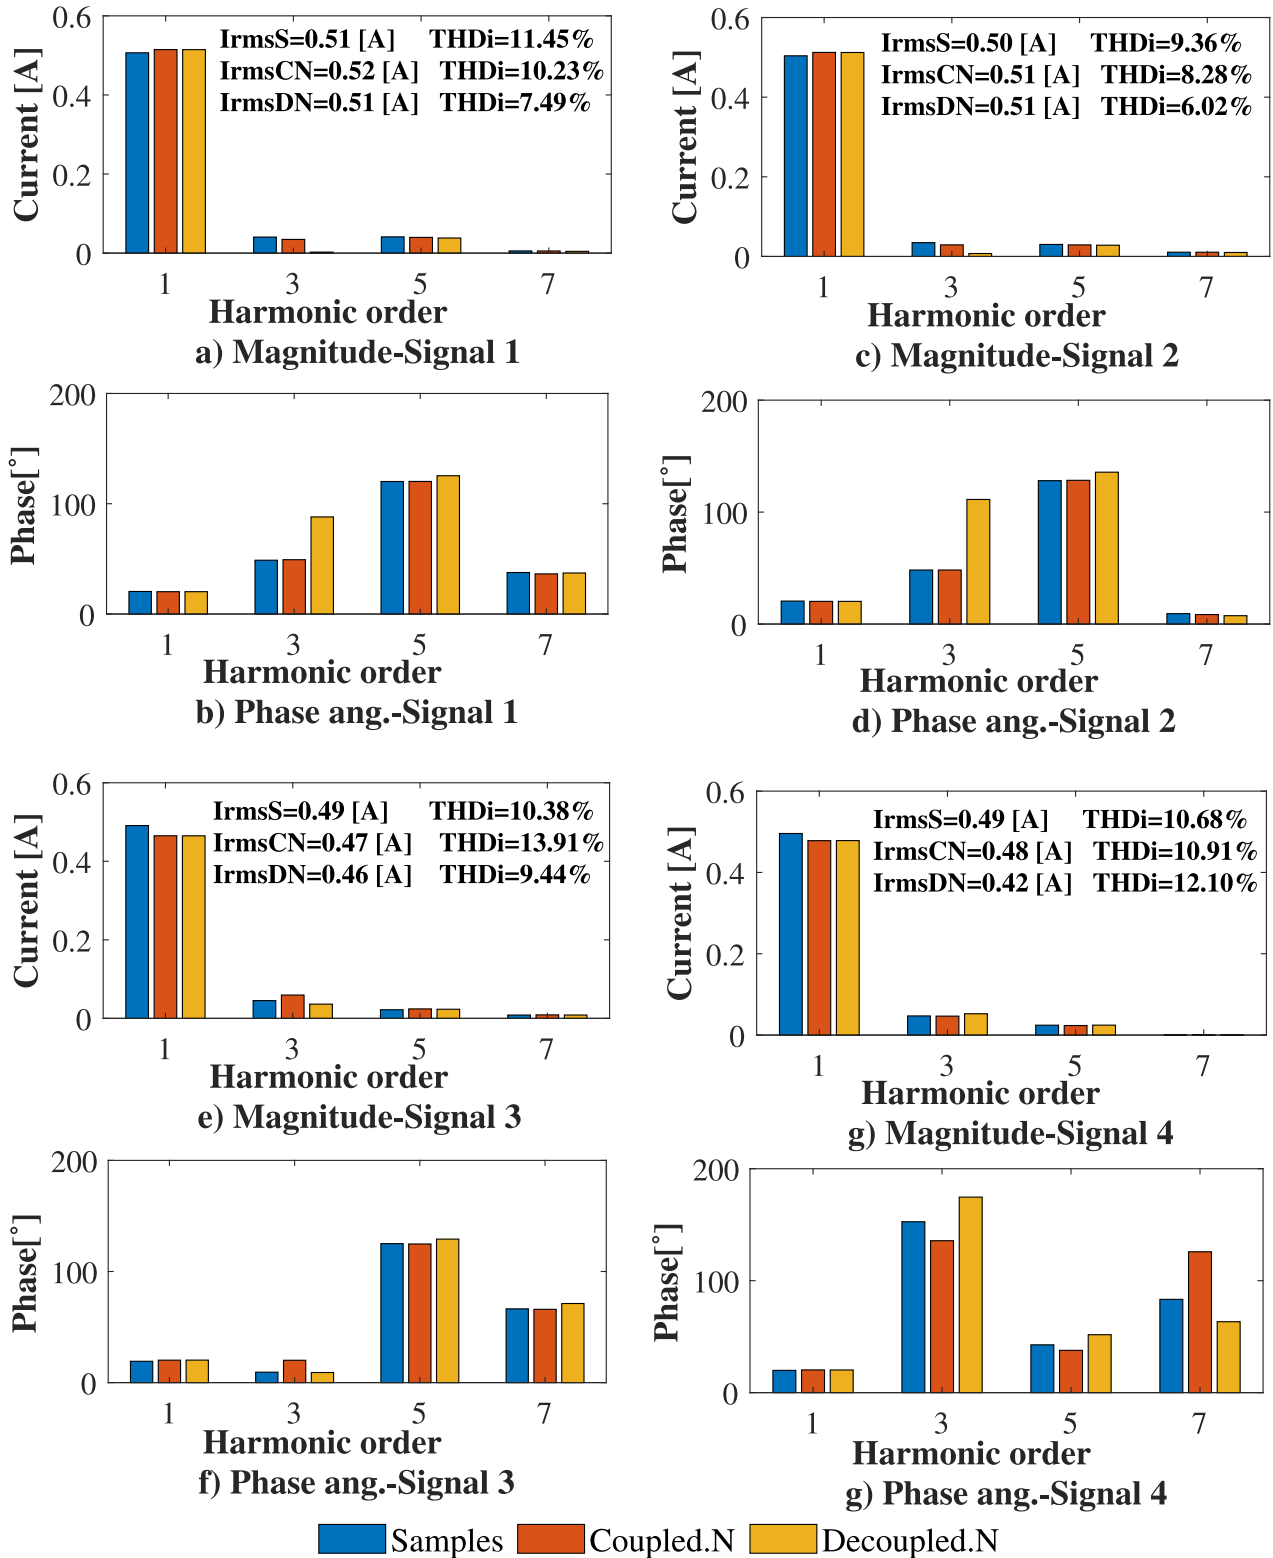 Current [A]
0.6
0.4
0.2
0
IrmsS=0.51 [A] THDi=11.45%
IrmsCN=0.52 [A] THDi=10.23%
IrmsDN=0.51 [A] THDi=7.49%
1 3 5 7
Harmonic order
a) Magnitude-Signal 1
Current [A]
0.6
0.4
0.2
0
IrmsS=0.50 [A] THDi=9.36%
IrmsCN=0.51 [A] THDi=8.28%
IrmsDN=0.51 [A] THDi=6.02%
1 3 5 7
Harmonic order
c) Magnitude-Signal 2
Phase[°]
200
100
0
1 3 5 7
Harmonic order
b) Phase ang.-Signal 1
Phase[°]
200
100
0
1 3 5 7
Harmonic order
d) Phase ang.-Signal 2
Current [A]
0.6
0.4
0.2
0
IrmsS=0.49 [A] THDi=10.38%
IrmsCN=0.47 [A] THDi=13.91%
IrmsDN=0.46 [A] THDi=9.44%
1 3 5 7
Harmonic order
e) Magnitude-Signal 3
Current [A]
0.6
0.4
0.2
0
IrmsS=0.49 [A] THDi=10.68%
IrmsCN=0.48 [A] THDi=10.91%
IrmsDN=0.42 [A] THDi=12.10%
1 3 5 7
Harmonic order
g) Magnitude-Signal 4
Phase[°]
200
100
0
1 3 5 7
Harmonic order
f) Phase ang.-Signal 3
Phase[°]
200
100
0
1 3 5 7
Harmonic order
g) Phase ang.-Signal 4
Samples Coupled.N Decoupled.N